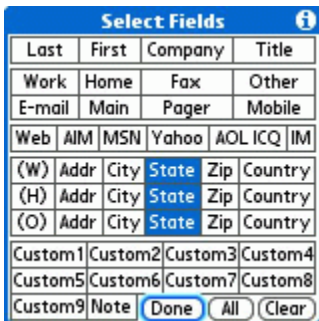 Select Fields
Last First Company Title
Work Home Fax Other
E-mail Main Pager Mobile
Web AIM MSN Yahoo AOL ICQ IM
(W) Addr City State Zip Country
(H) Addr City State Zip Country
(O) Addr City State Zip Country
Custom1 Custom2 Custom3 Custom4
Custom5 Custom6 Custom7 Custom8
Custom9 Note Done All Clear